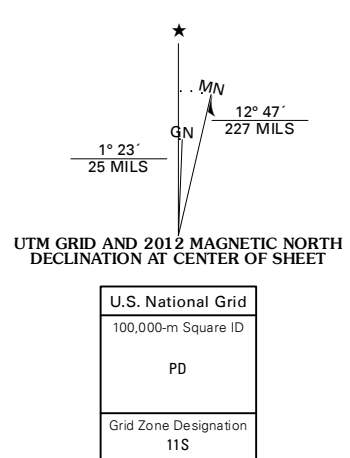 ★
MN
12° 47´
227 MILS
GN
1° 23´
25 MILS
UTM GRID AND 2012 MAGNETIC NORTH
DECLINATION AT CENTER OF SHEET
U.S. National Grid
100,000-m Square ID
PD
Grid Zone Designation
11S